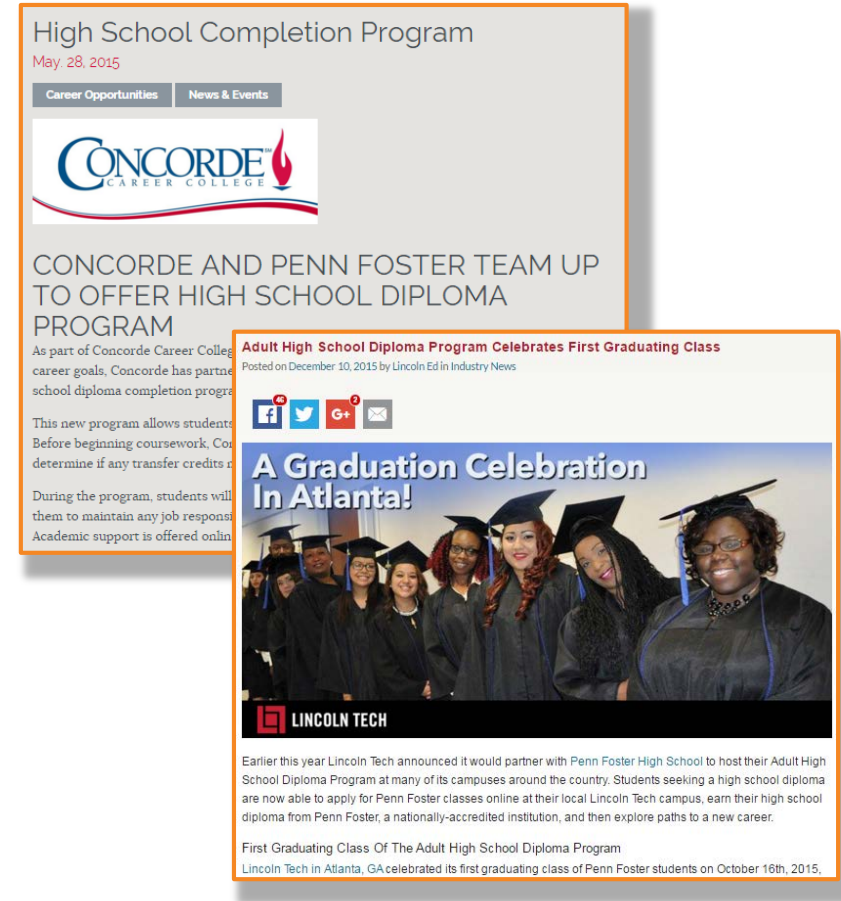 High School Completion Program
May. 28, 2015
Career Opportunities News & Events
CONCORDE℠
CAREER COLLEGE
CONCORDE AND PENN FOSTER TEAM UP
TO OFFER HIGH SCHOOL DIPLOMA
PROGRAM
As part of Concorde Career
career goals, Concorde has
school diploma completion
This new program allows students
Before beginning coursework,
determine if any transfer credits
During the program, students will
them to maintain any job
Academic support is offered
Adult High School Diploma Program Celebrates First Graduating Class
Posted on December 10, 2015 by Lincoln Ed in Industry News
46 2
f G+
A Graduation Celebration
In Atlanta!
LINCOLN TECH
Earlier this year Lincoln Tech announced it would partner with Penn Foster High School to host their Adult High
School Diploma Program at many of its campuses around the country. Students seeking a high school diploma
are now able to apply for Penn Foster classes online at their local Lincoln Tech campus, earn their high school
diploma from Penn Foster, a nationally-accredited institution, and then explore paths to a new career.
First Graduating Class Of The Adult High School Diploma Program
Lincoln Tech in Atlanta, GA celebrated its first graduating class of Penn Foster students on October 16th, 2015,